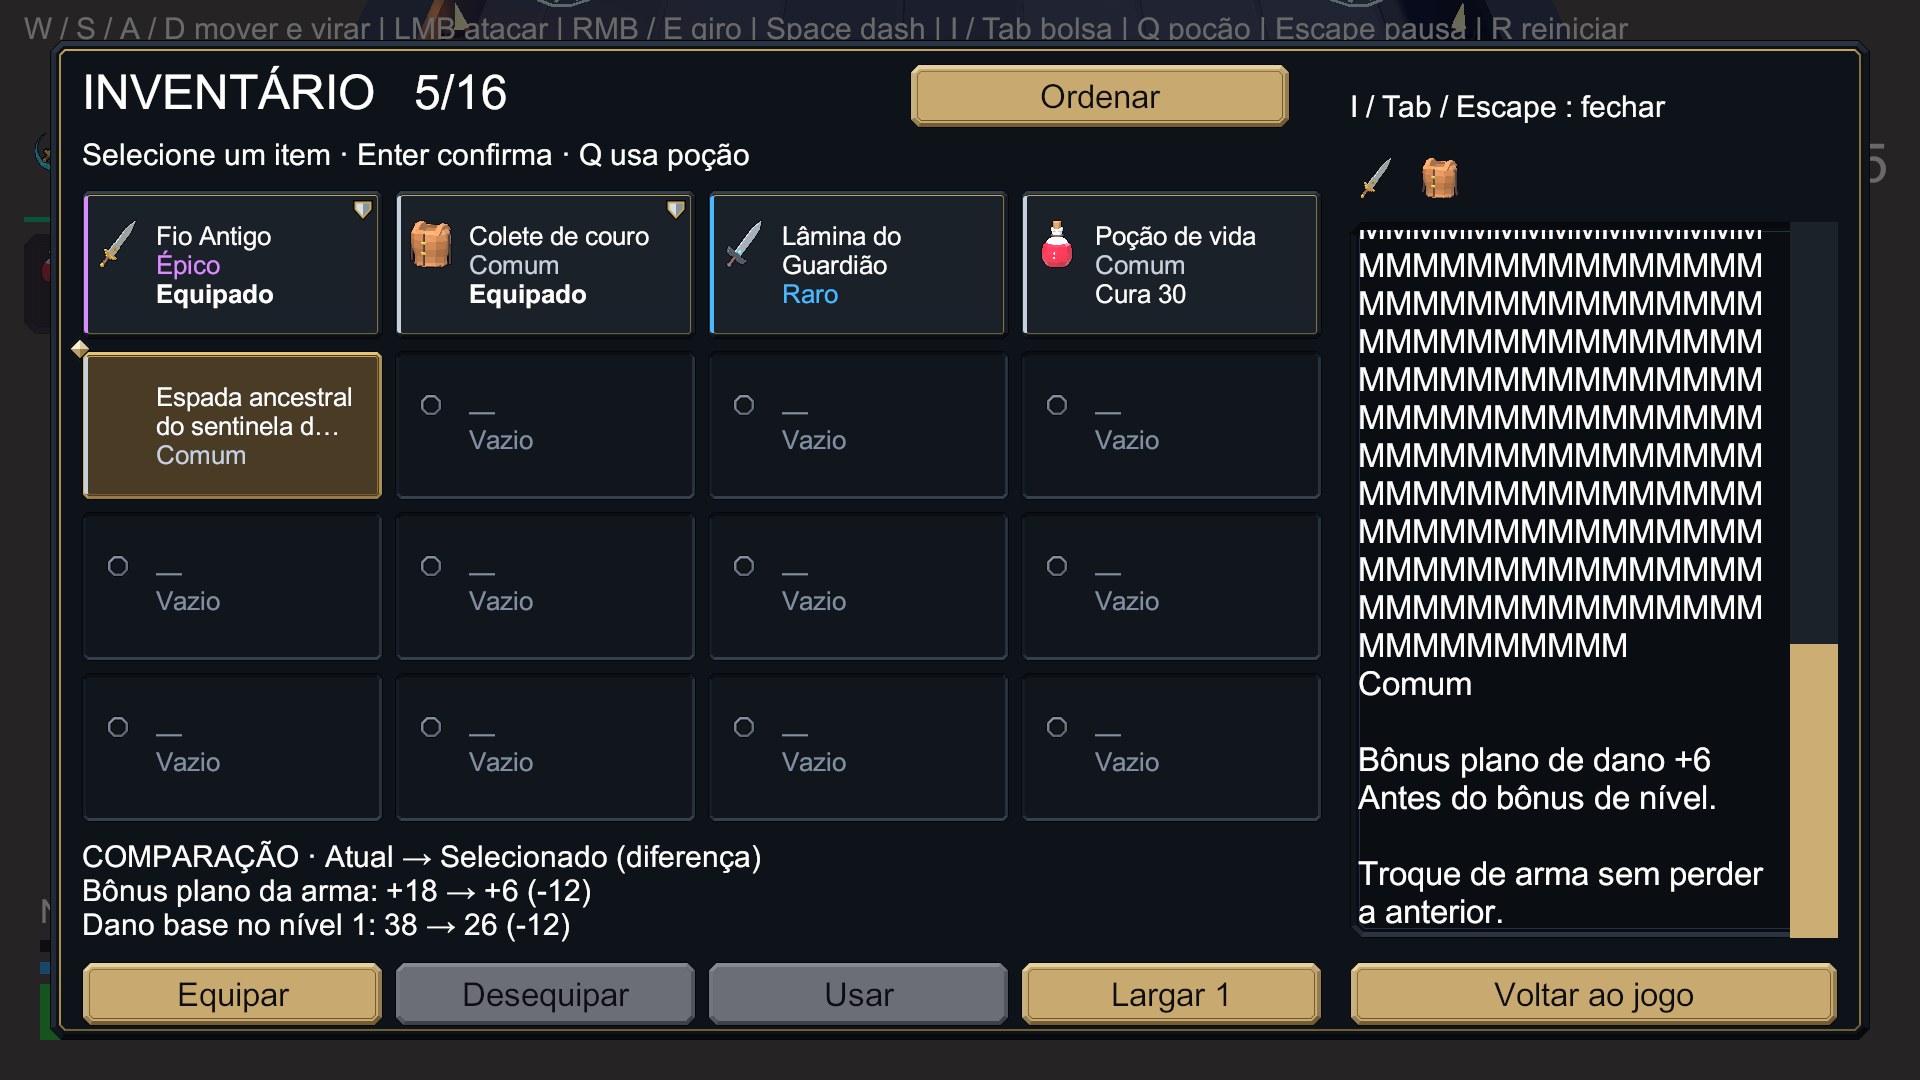 W / S / A / D mover e virar | LMB atacar | RMB / E giro | Space dash | I / Tab bolsa | Q poção | Escape pausa | R reiniciar
INVENTÁRIO 5/16
Ordenar
I / Tab / Escape : fechar
Selecione um item · Enter confirma · Q usa poção
5
Fio Antigo
Épico
Equipado
Colete de couro
Comum
Equipado
Lâmina do
Guardião
Raro
Poção de vida
Comum
Cura 30
Espada ancestral
do sentinela d…
Comum
—
Vazio
—
Vazio
—
Vazio
—
Vazio
—
Vazio
—
Vazio
—
Vazio
—
Vazio
—
Vazio
—
Vazio
—
Vazio
MMMMMMMMMMMMMMM
MMMMMMMMMMMMMMM
MMMMMMMMMMMMMMM
MMMMMMMMMMMMMMM
MMMMMMMMMMMMMMM
MMMMMMMMMMMMMMM
MMMMMMMMMMMMMMM
MMMMMMMMMMMMMMM
MMMMMMMMMMMMMMM
MMMMMMMMMMMMMMM
MMMMMMMMMMMMMMM
MMMMMMMMMM
Comum
Bônus plano de dano +6
Antes do bônus de nível.
Troque de arma sem perder
a anterior.
COMPARAÇÃO · Atual → Selecionado (diferença)
Bônus plano da arma: +18 → +6 (-12)
Dano base no nível 1: 38 → 26 (-12)
Equipar
Desequipar
Usar
Largar 1
Voltar ao jogo